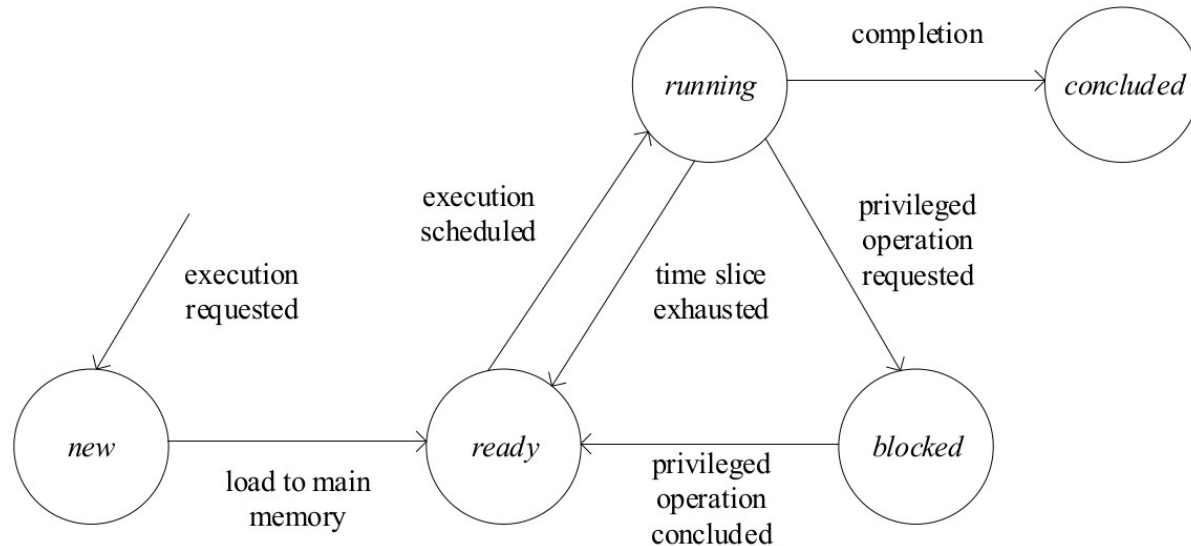 completion
running
concluded
execution
scheduled
privileged
operation
requested
execution
requested
time slice
exhausted
new
ready
blocked
load to main
memory
privileged
operation
concluded